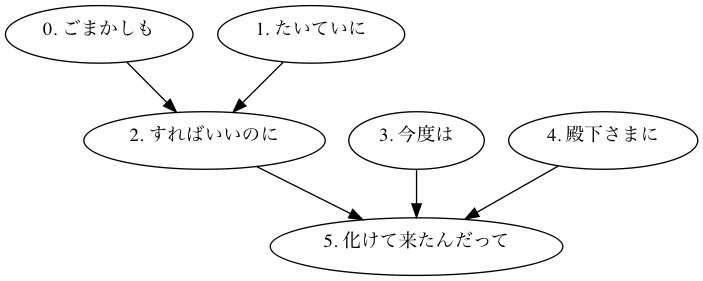 0. ごまかしも
1. たいていに
2. すればいいのに
3. 今度は
4. 殿下さまに
5. 化けて来たんだって